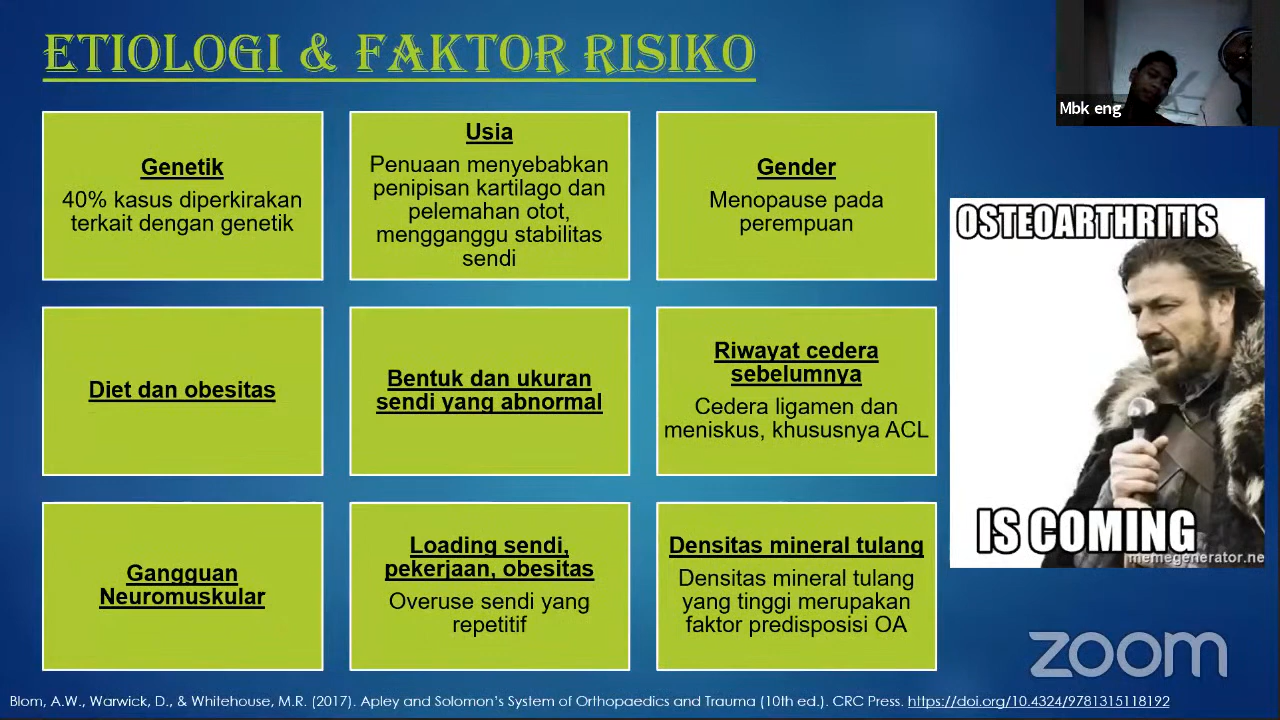 ETIOLOGI & FAKTOR RISIKO
Mbk eng
Genetik
40% kasus diperkirakan
terkait dengan genetik
Usia
Penuaan menyebabkan
penipisan kartilago dan
pelemahan otot,
mengganggu stabilitas
sendi
Gender
Menopause pada
perempuan
Diet dan obesitas
Bentuk dan ukuran
sendi yang abnormal
Riwayat cedera
sebelumnya
Cedera ligamen dan
meniskus, khususnya ACL
Gangguan
Neuromuskular
Loading sendi,
pekerjaan, obesitas
Overuse sendi yang
repetitif
Densitas mineral tulang
Densitas mineral tulang
yang tinggi merupakan
faktor predisposisi OA
OSTEOARTHRITIS
IS COMING
memegenerator.ne
zoom
Blom, A.W., Warwick, D., & Whitehouse, M.R. (2017). Apley and Solomon's System of Orthopaedics and Trauma (10th ed.). CRC Press. https://doi.org/10.4324/9781315118192